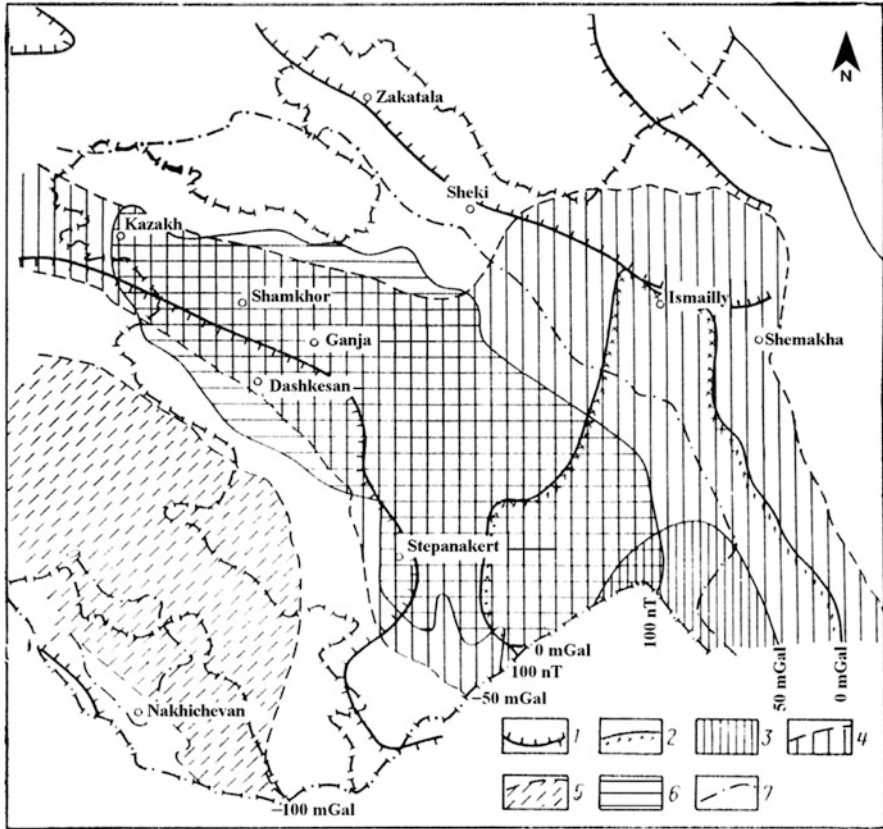 N
Zakatala
Sheki
Kazakh
Shamkhor
Ismailly
Ganja
Shemakha
Dashkesan
Stepanakert
100 nT
0 mGal
100 nT
50 mGal
0 mGal
–50 mGal
Nakhichevan
1
2
3
4
–100 mGal
5
6
7